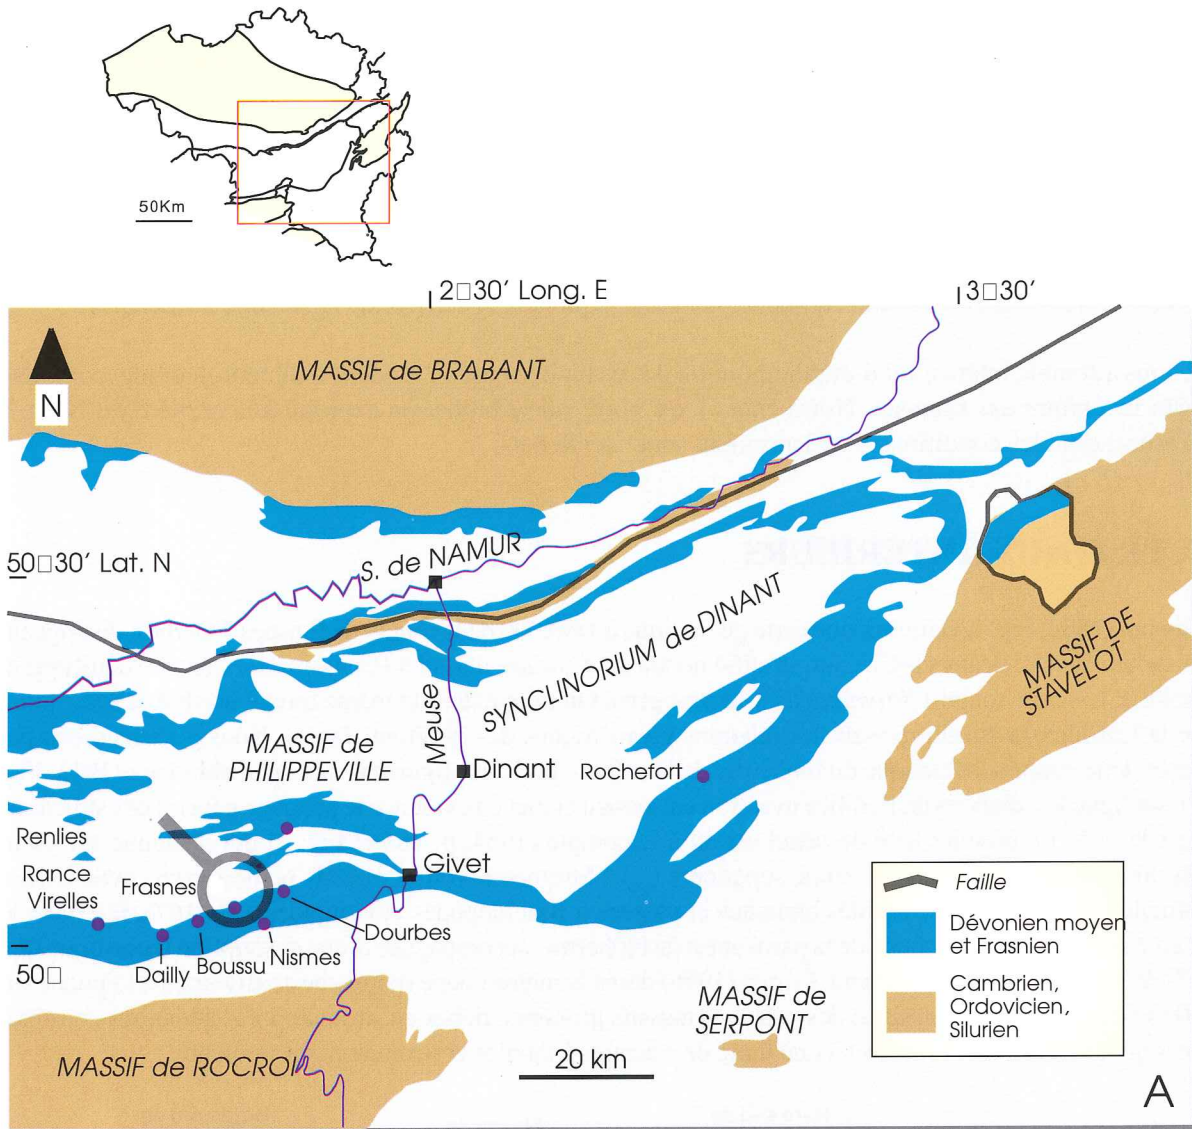 50Km
2□30' Long. E
3□30'
MASSIF de BRABANT
N
50□30' Lat. N
S. de NAMUR
SYNCLINORIUM de DINANT
MASSIF DE
STAVELOT
Meuse
MASSIF de
PHILIPPEVILLE
Dinant
Rochefort
Renlies
Rance
Virelles
Frasnes
Givet
Dourbes
Nismes
Boussu
Dailly
50□
Faille
Dévonien moyen
et Frasnien
Cambrien,
Ordovicien,
Silurien
MASSIF de
SERPONT
MASSIF de ROCROI
20 km
A